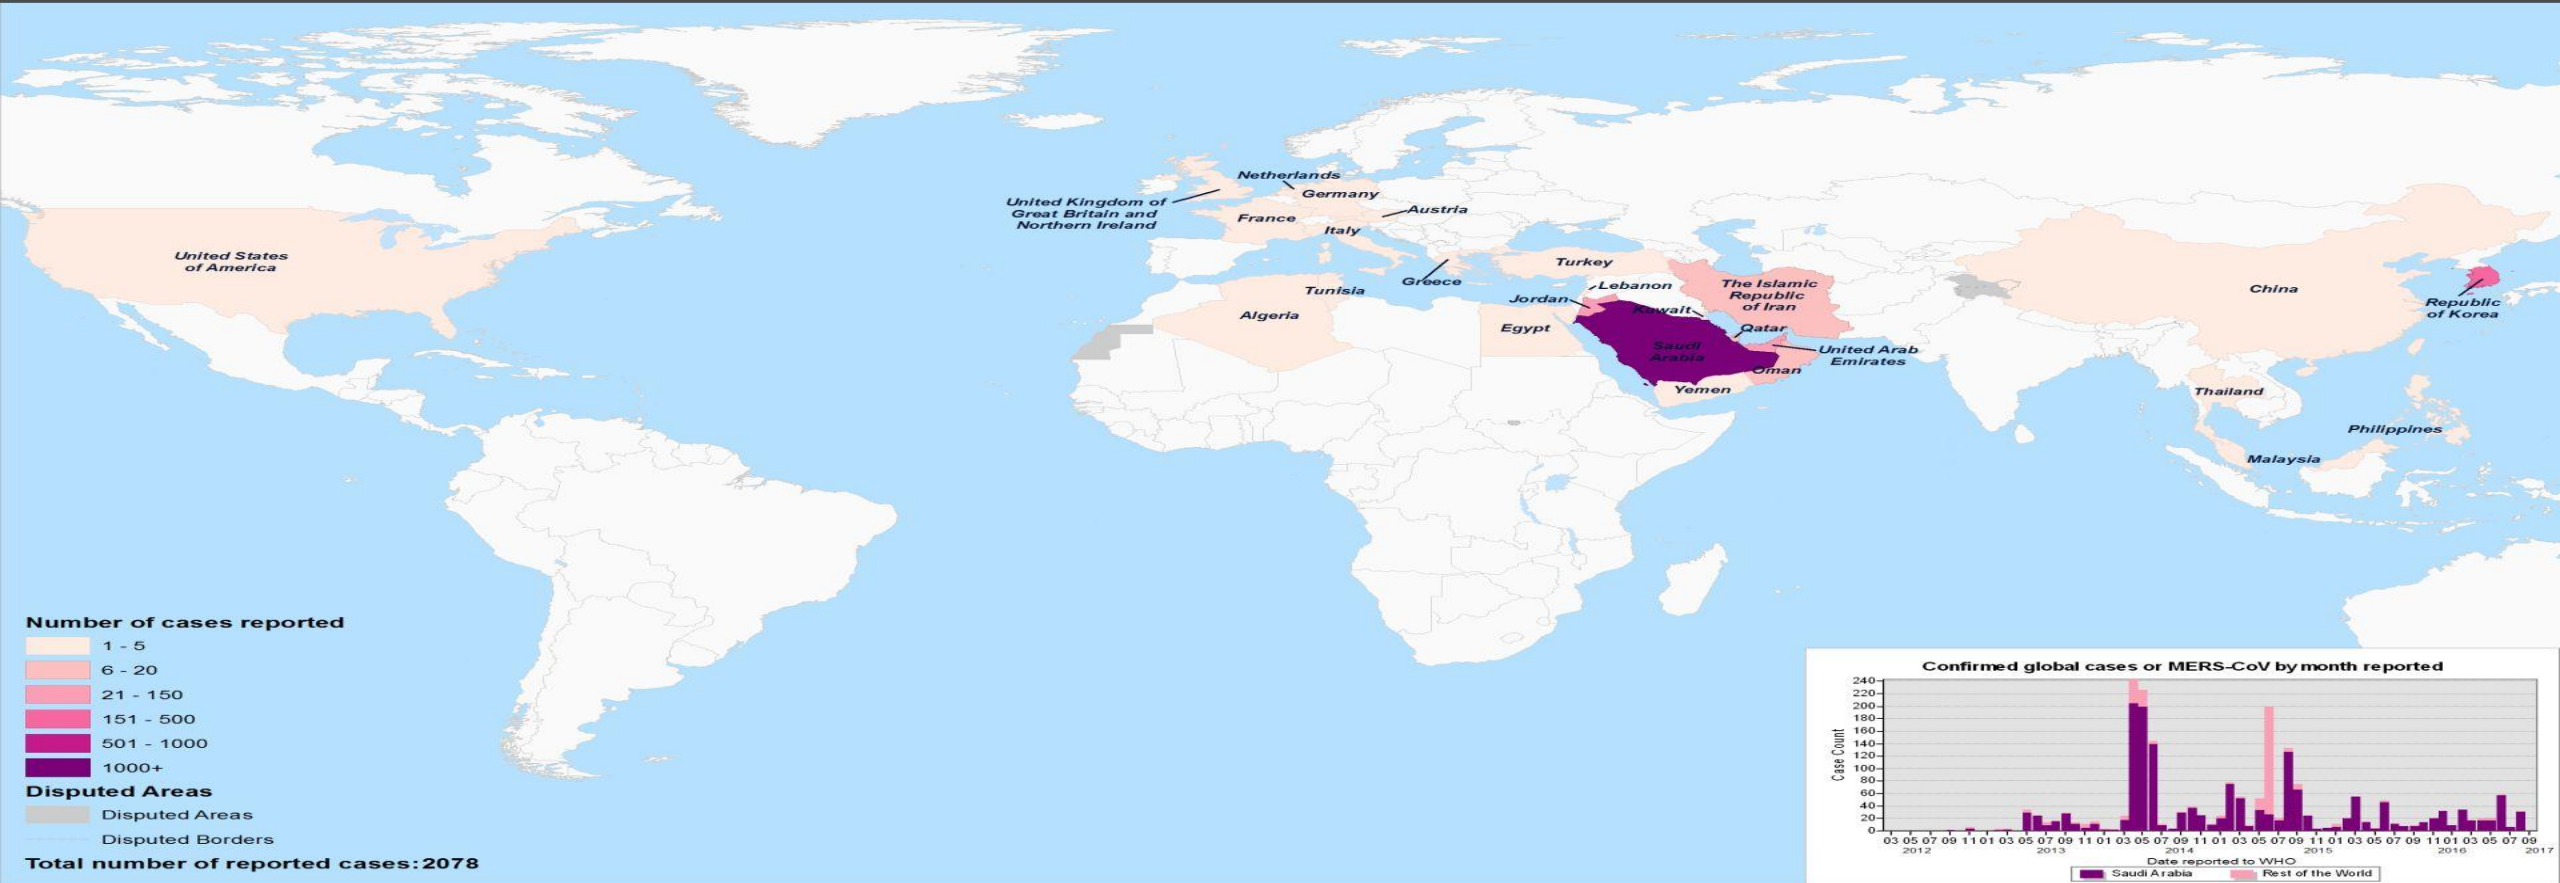 Netherlands
Germany
United Kingdom of
Great Britain and
Northern Ireland
France
Austria
Italy
Greece
Turkey
United States
of America
Tunisia
Algeria
Egypt
Lebanon
Jordan
Kuwait
The Islamic
Republic
of Iran
Qatar
Saudi
Arabia
United Arab
Emirates
Oman
Yemen
China
Republic
of Korea
Thailand
Philippines
Malaysia
Number of cases reported
1 - 5
6 - 20
21 - 150
151 - 500
501 - 1000
1000+
Disputed Areas
Disputed Areas
Disputed Borders
Total number of reported cases:2078
Confirmed global cases or MERS-CoV by month reported
Case Count
240
220
200
180
160
140
120
100
80
60
40
20
0
03 05 07 09 11 01 03 05 07 09 11 01 03 05 07 09 11 01 03 05 07 09 11 01 03 05 07 09 11 01 03 05 07 09
2012 2013 2014 2015 2016 2017
Date reported to WHO
Saudi Arabia Rest of the World